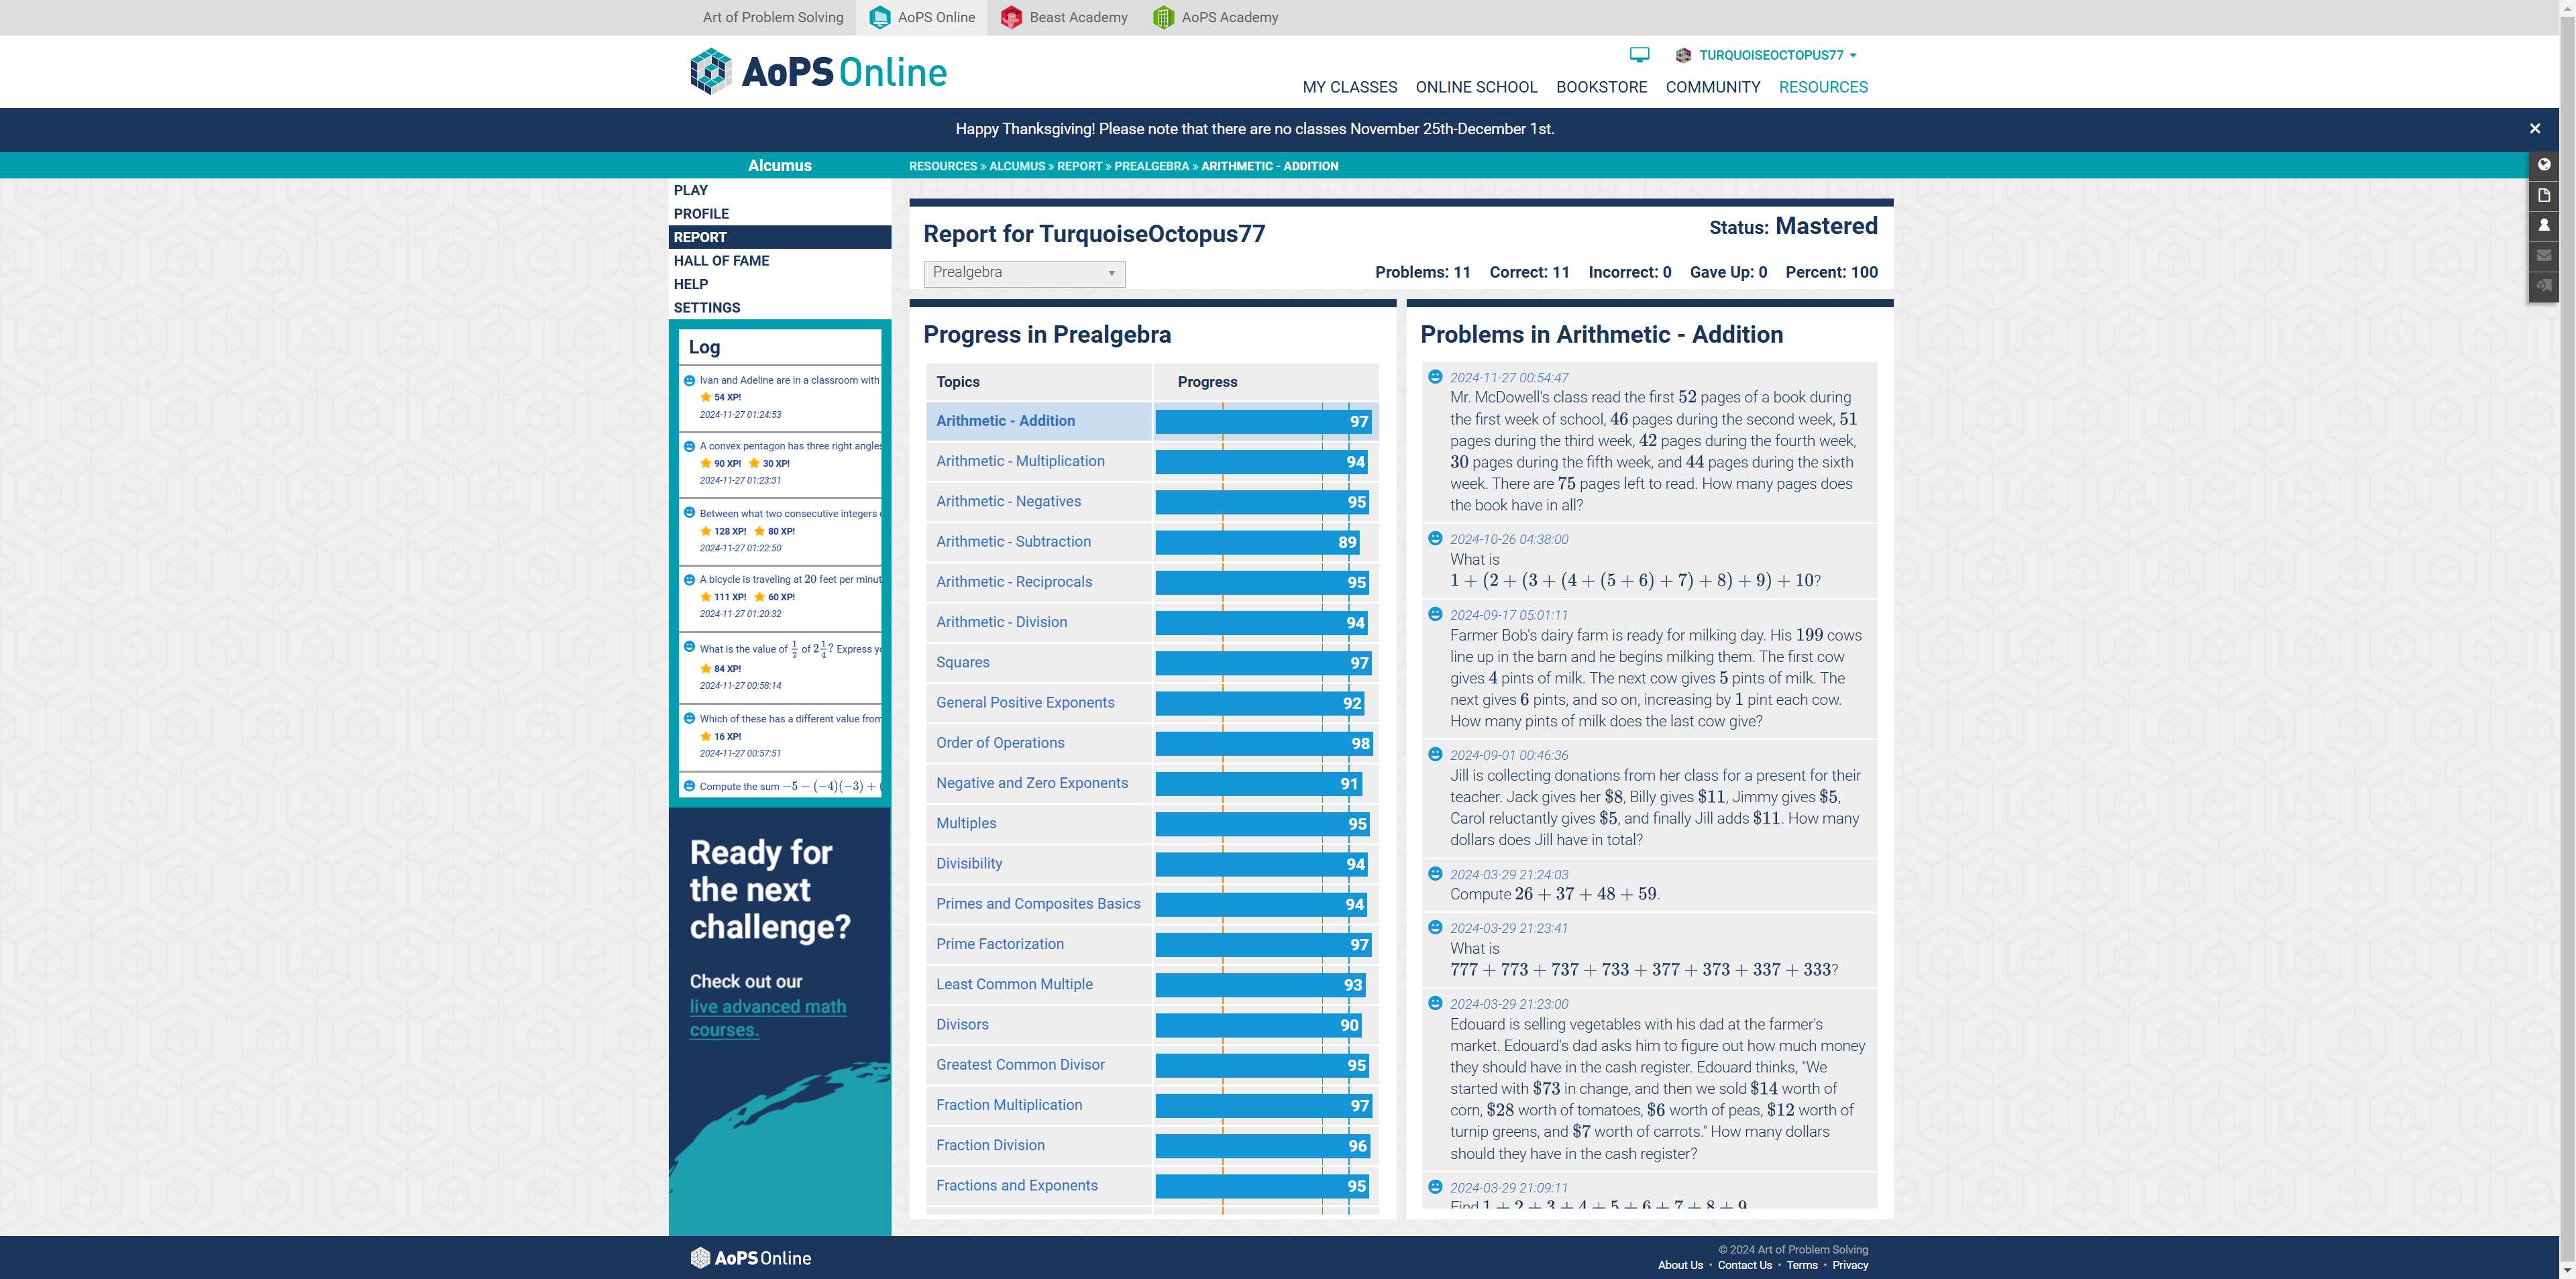 Art of Problem Solving
AoPS Online
Beast Academy
AoPS Academy
AoPS Online
TURQUOISEOCTOPUS77
MY CLASSES ONLINE SCHOOL BOOKSTORE COMMUNITY RESOURCES
Happy Thanksgiving! Please note that there are no classes November 25th-December 1st.
Alcumus
RESOURCES » ALCUMUS » REPORT » PREALGEBRA » ARITHMETIC - ADDITION
PLAY
PROFILE
REPORT
HALL OF FAME
HELP
SETTINGS
Log
Ivan and Adeline are in a classroom with
54 XP!
2024-11-27 01:24:53
A convex pentagon has three right angles
90 XP! 30 XP!
2024-11-27 01:23:31
Between what two consecutive integers
128 XP! 80 XP!
2024-11-27 01:22:50
A bicycle is traveling at 20 feet per minut
111 XP! 60 XP!
2024-11-27 01:20:32
What is the value of 1/2 of 2 1/4? Express y
84 XP!
2024-11-27 00:58:14
Which of these has a different value from
16 XP!
2024-11-27 00:57:51
Compute the sum −5 − (−4)(−3) + (
Ready for
the next
challenge?
Check out our
live advanced math
courses.
Report for TurquoiseOctopus77
Status: Mastered
Prealgebra
Problems: 11 Correct: 11 Incorrect: 0 Gave Up: 0 Percent: 100
Progress in Prealgebra
Topics Progress
Arithmetic - Addition 97
Arithmetic - Multiplication 94
Arithmetic - Negatives 95
Arithmetic - Subtraction 89
Arithmetic - Reciprocals 95
Arithmetic - Division 94
Squares 97
General Positive Exponents 92
Order of Operations 98
Negative and Zero Exponents 91
Multiples 95
Divisibility 94
Primes and Composites Basics 94
Prime Factorization 97
Least Common Multiple 93
Divisors 90
Greatest Common Divisor 95
Fraction Multiplication 97
Fraction Division 96
Fractions and Exponents 95
Problems in Arithmetic - Addition
2024-11-27 00:54:47
Mr. McDowell's class read the first 52 pages of a book during
the first week of school, 46 pages during the second week, 51
pages during the third week, 42 pages during the fourth week,
30 pages during the fifth week, and 44 pages during the sixth
week. There are 75 pages left to read. How many pages does
the book have in all?
2024-10-26 04:38:00
What is
1 + (2 + (3 + (4 + (5 + 6) + 7) + 8) + 9) + 10?
2024-09-17 05:01:11
Farmer Bob's dairy farm is ready for milking day. His 199 cows
line up in the barn and he begins milking them. The first cow
gives 4 pints of milk. The next cow gives 5 pints of milk. The
next gives 6 pints, and so on, increasing by 1 pint each cow.
How many pints of milk does the last cow give?
2024-09-01 00:46:36
Jill is collecting donations from her class for a present for their
teacher. Jack gives her $8, Billy gives $11, Jimmy gives $5,
Carol reluctantly gives $5, and finally Jill adds $11. How many
dollars does Jill have in total?
2024-03-29 21:24:03
Compute 26 + 37 + 48 + 59.
2024-03-29 21:23:41
What is
777 + 773 + 737 + 733 + 377 + 373 + 337 + 333?
2024-03-29 21:23:00
Edouard is selling vegetables with his dad at the farmer's
market. Edouard's dad asks him to figure out how much money
they should have in the cash register. Edouard thinks, "We
started with $73 in change, and then we sold $14 worth of
corn, $28 worth of tomatoes, $6 worth of peas, $12 worth of
turnip greens, and $7 worth of carrots." How many dollars
should they have in the cash register?
2024-03-29 21:09:11
Find 1 + 2 + 3 + 4 + 5 + 6 + 7 + 8 + 9
AoPS Online
© 2024 Art of Problem Solving
About Us • Contact Us • Terms • Privacy